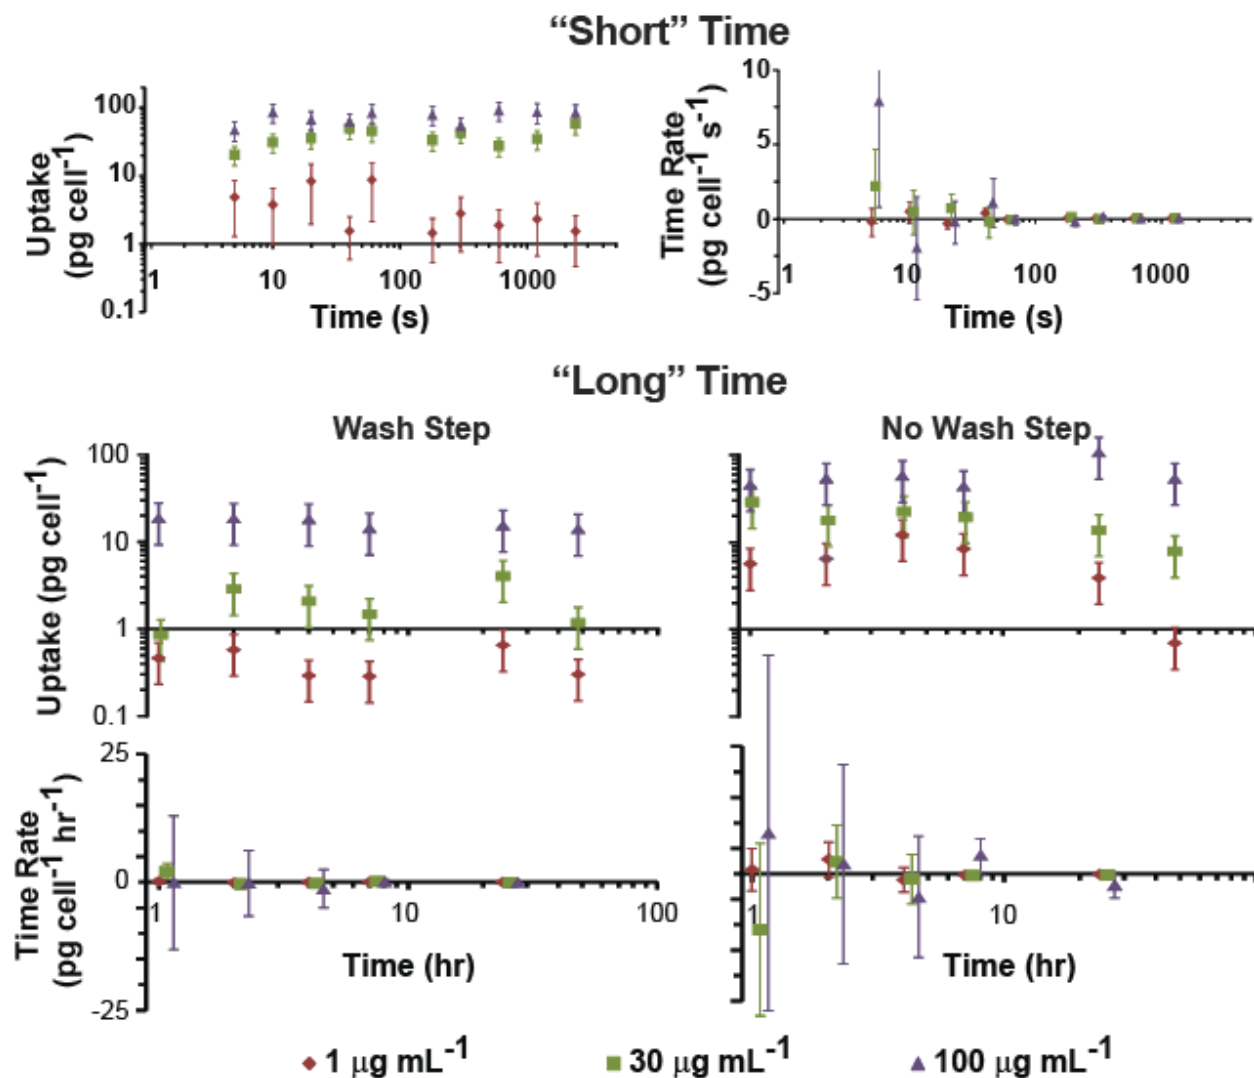 “Short” Time
Uptake
(pg cell⁻¹)
100
10
1
0.1
1 10 100 1000
Time (s)
Time Rate
(pg cell⁻¹ s⁻¹)
10
5
0
-5
1 10 100 1000
Time (s)
“Long” Time
Wash Step
No Wash Step
Uptake (pg cell⁻¹)
100
10
1
0.1
Time Rate
(pg cell⁻¹ hr⁻¹)
25
0
-25
1 10 100
Time (hr)
1 10
Time (hr)
1 μg mL⁻¹
30 μg mL⁻¹
100 μg mL⁻¹